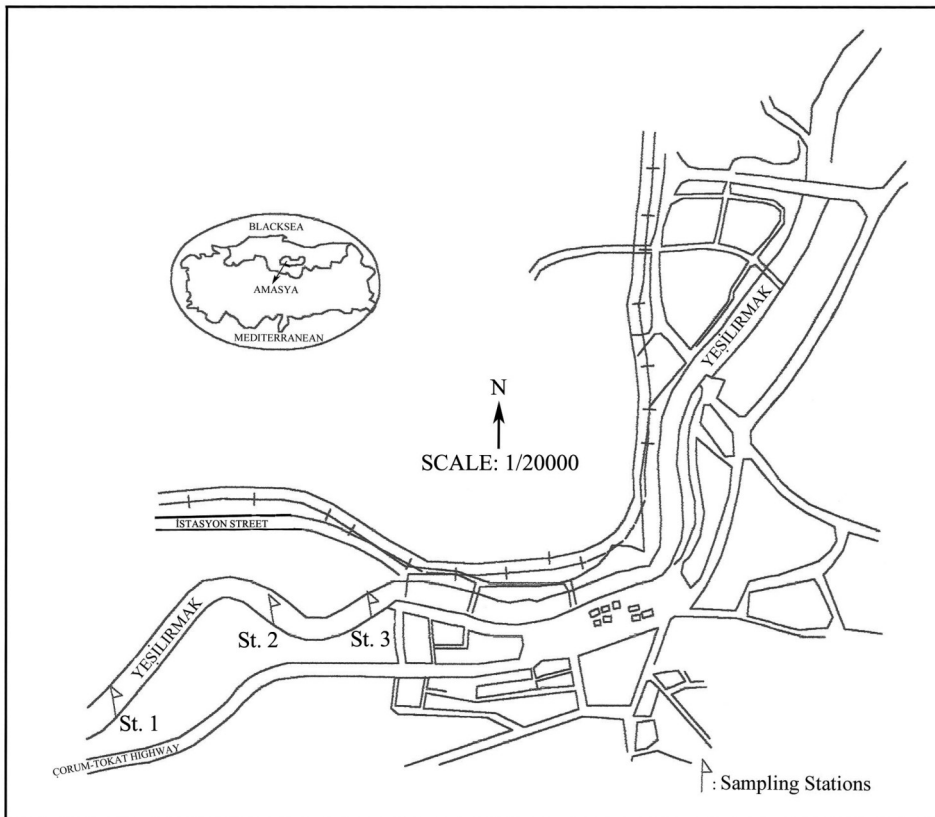 BLACKSEA
AMASYA
MEDITERRANEAN
YEŞİLIRMAK
N
SCALE: 1/20000
İSTASYON STREET
YEŞİLIRMAK
St. 2
St. 3
St. 1
ÇORUM-TOKAT HIGHWAY
: Sampling Stations